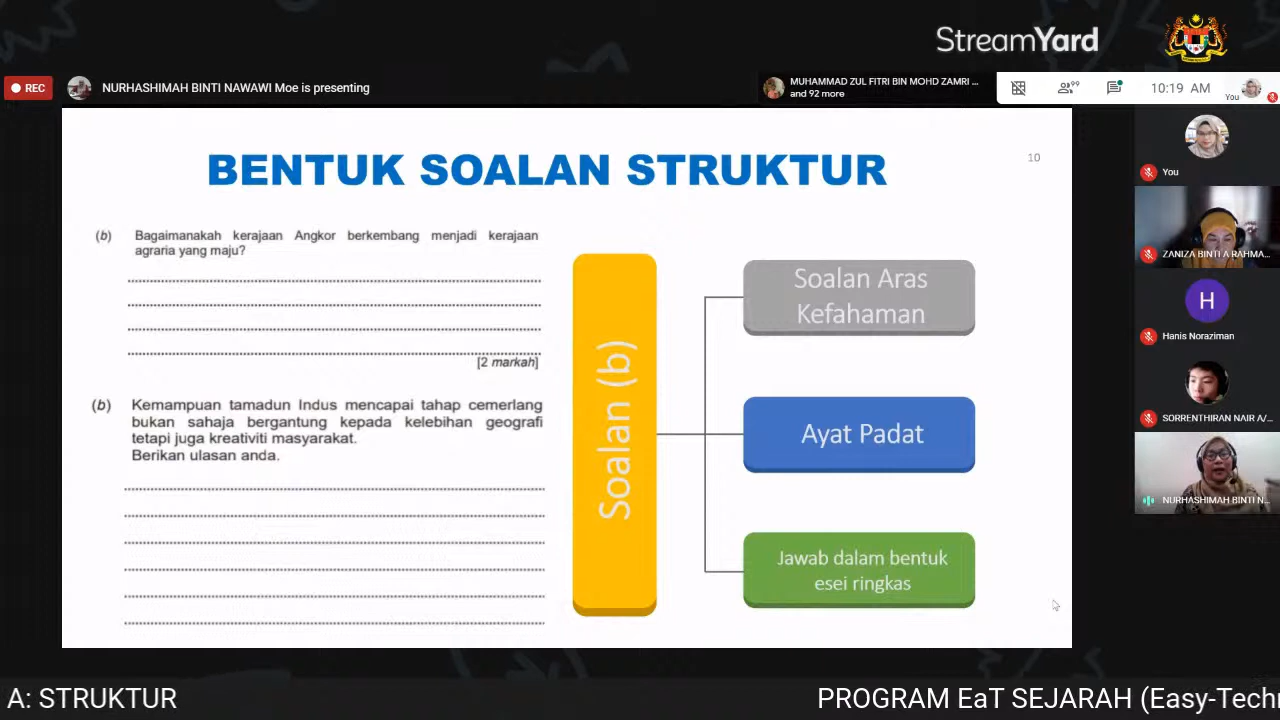 StreamYard
REC
NURHASHIMAH BINTI NAWAWI Moe is presenting
MUHAMMAD ZUL FITRI BIN MOHD ZAMRI ...
and 92 more
99
10:19 AM
You
BENTUK SOALAN STRUKTUR
10
(b) Bagaimanakah kerajaan Angkor berkembang menjadi kerajaan
agraria yang maju?
[2 markah]
(b) Kemampuan tamadun Indus mencapai tahap cemerlang
bukan sahaja bergantung kepada kelebihan geografi
tetapi juga kreativiti masyarakat.
Berikan ulasan anda.
Soalan (b)
Soalan Aras
Kefahaman
Ayat Padat
Jawab dalam bentuk
esei ringkas
You
ZANIZA BINTI A RAHMA...
H
Hanis Noraziman
SORRENTHIRAN NAIR A/...
NURHASHIMAH BINTI N...
A: STRUKTUR
PROGRAM EaT SEJARAH (Easy-Tech